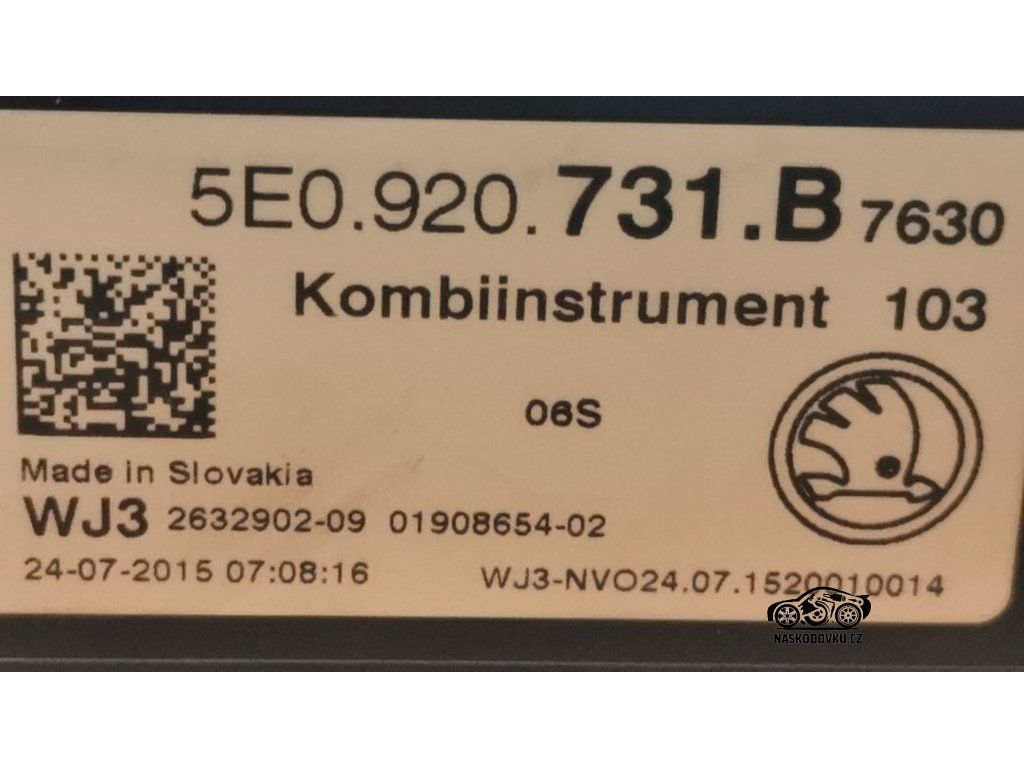 5E0.920.731.B 7630
Kombiinstrument 103
06S
Made in Slovakia
WJ3 2632902-09 01908654-02
24-07-2015 07:08:16 WJ3-NVO24.07.1520010014
NASKODOVKU.CZ